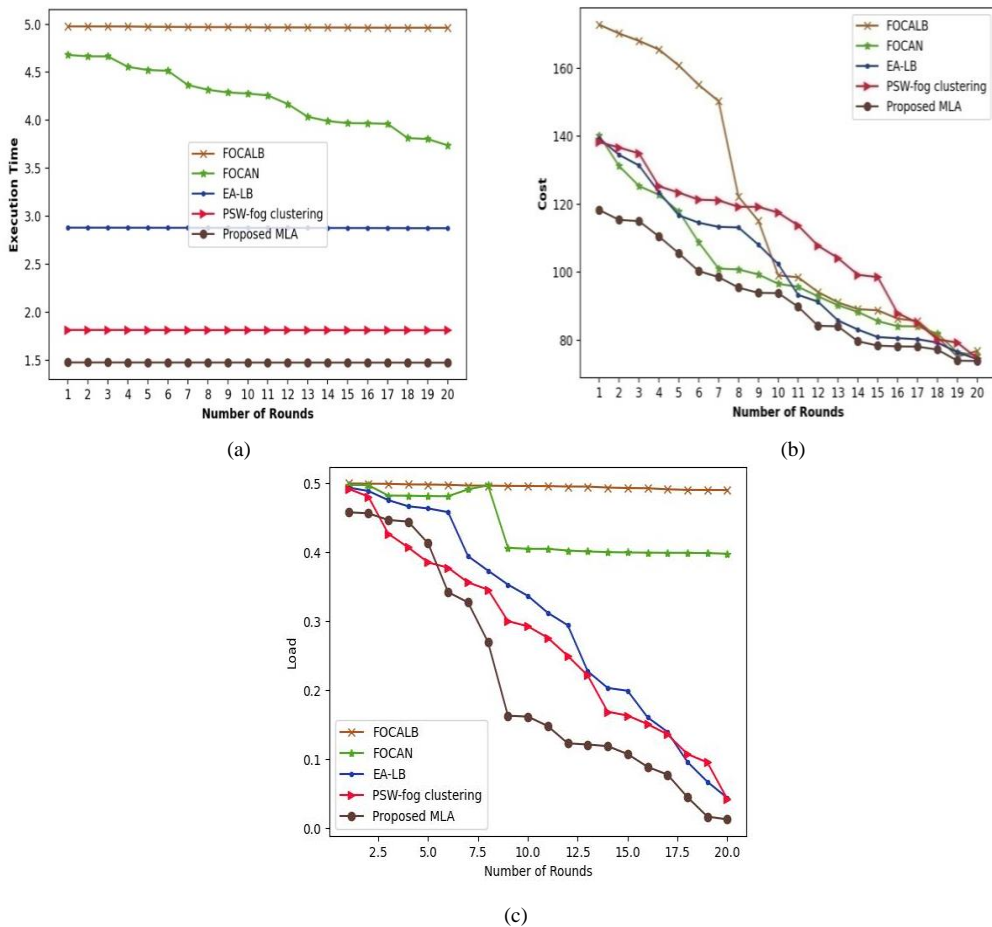 5.0
4.5
4.0
3.5
3.0
2.5
2.0
1.5
Execution Time
FOCALB
FOCAN
EA-LB
PSW-fog clustering
Proposed MLA
1 2 3 4 5 6 7 8 9 10 11 12 13 14 15 16 17 18 19 20
Number of Rounds
(a)
160
140
120
100
80
Cost
FOCALB
FOCAN
EA-LB
PSW-fog clustering
Proposed MLA
1 2 3 4 5 6 7 8 9 10 11 12 13 14 15 16 17 18 19 20
Number of Rounds
(b)
0.5
0.4
0.3
0.2
0.1
0.0
Load
FOCALB
FOCAN
EA-LB
PSW-fog clustering
Proposed MLA
2.5 5.0 7.5 10.0 12.5 15.0 17.5 20.0
Number of Rounds
(c)